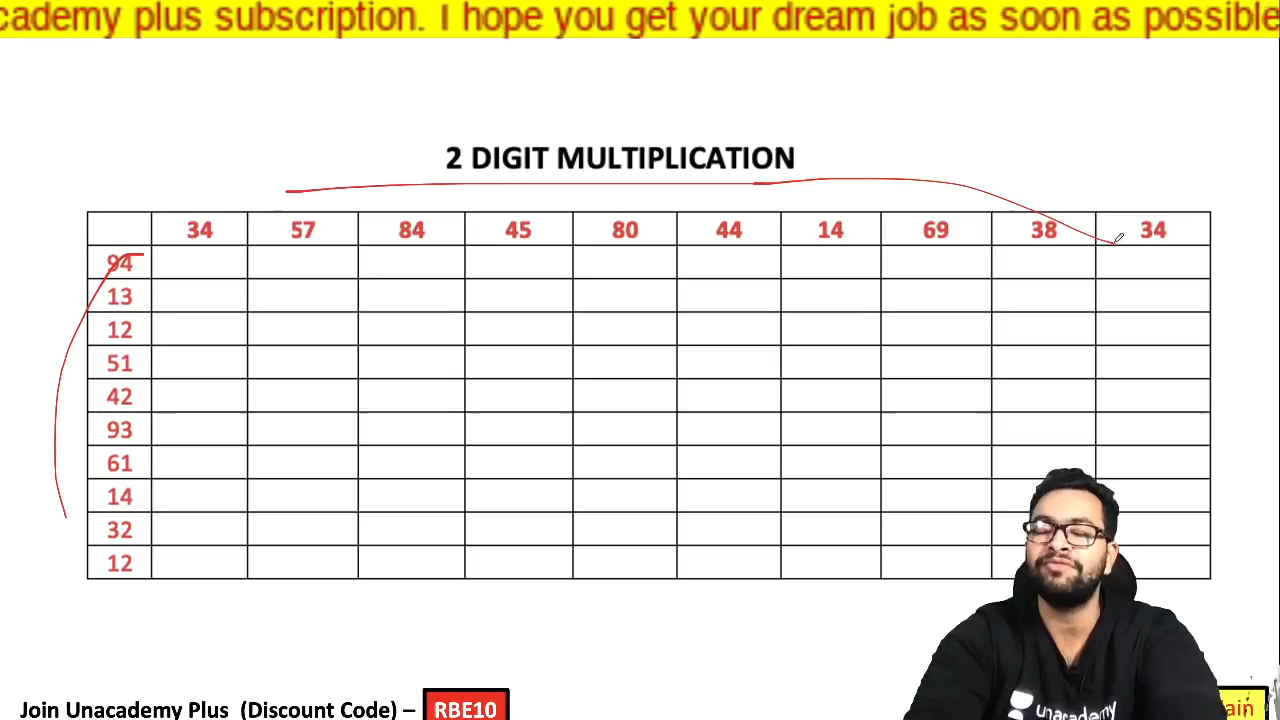 cademy plus subscription. I hope you get your dream job as soon as possible
2 DIGIT MULTIPLICATION
34 57 84 45 80 44 14 69 38 34
94
13
12
51
42
93
61
14
32
12
unacademy
Join Unacademy Plus (Discount Code) – RBE10
ain